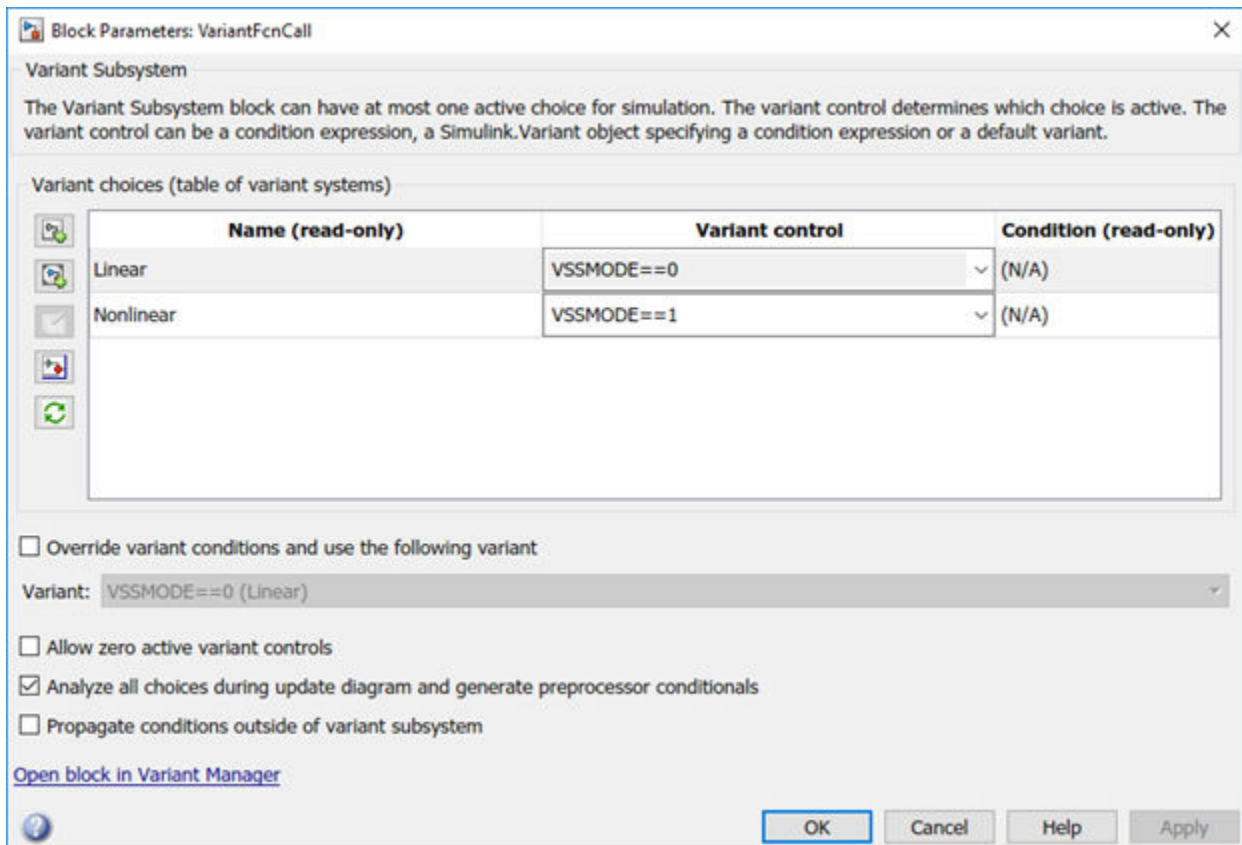 Block Parameters: VariantFcnCall
Variant Subsystem
The Variant Subsystem block can have at most one active choice for simulation. The variant control determines which choice is active. The
variant control can be a condition expression, a Simulink.Variant object specifying a condition expression or a default variant.
Variant choices (table of variant systems)
Name (read-only) Variant control Condition (read-only)
Linear VSSMODE==0 (N/A)
Nonlinear VSSMODE==1 (N/A)
Override variant conditions and use the following variant
Variant: VSSMODE==0 (Linear)
Allow zero active variant controls
Analyze all choices during update diagram and generate preprocessor conditionals
Propagate conditions outside of variant subsystem
Open block in Variant Manager
OK Cancel Help Apply